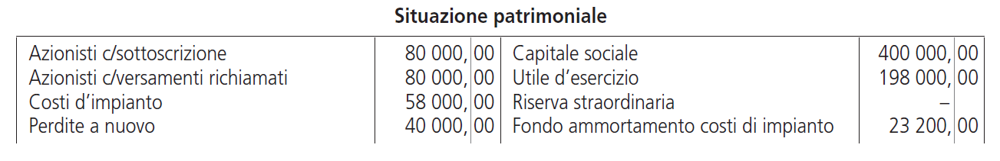 Situazione patrimoniale
Azionisti c/sottoscrizione 80 000, 00 Capitale sociale 400 000, 00
Azionisti c/versamenti richiamati 80 000, 00 Utile d’esercizio 198 000, 00
Costi d’impianto 58 000, 00 Riserva straordinaria –
Perdite a nuovo 40 000, 00 Fondo ammortamento costi di impianto 23 200, 00